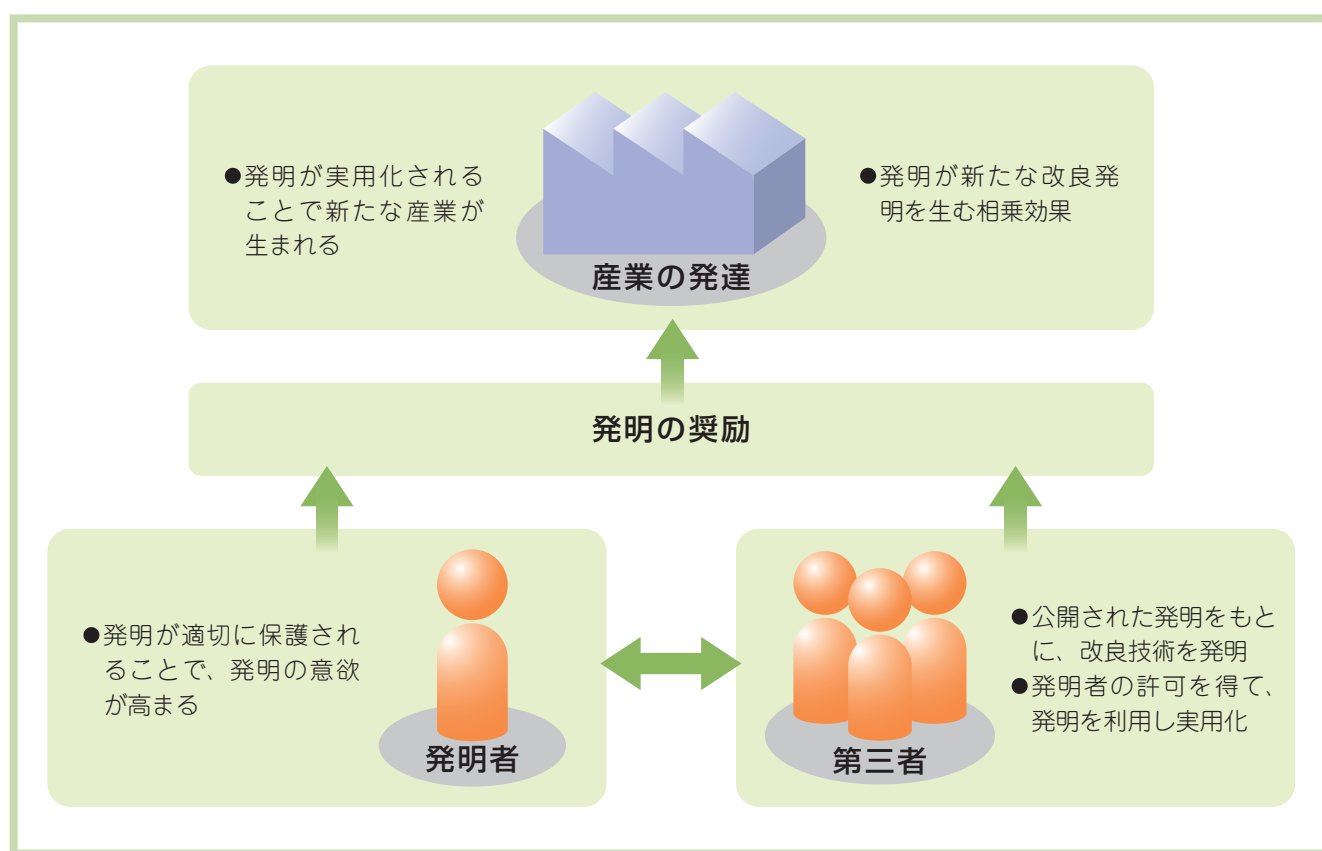 ●発明が実用化される
ことで新たな産業が
生まれる
●発明が新たな改良発
明を生む相乗効果
産業の発達
発明の奨励
●発明が適切に保護され
ることで、発明の意欲
が高まる
発明者
●公開された発明をもと
に、改良技術を発明
●発明者の許可を得て、
発明を利用し実用化
第三者